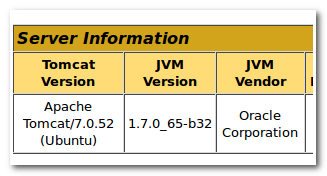 Server Information
Tomcat Version
JVM Version
JVM Vendor
Apache Tomcat/7.0.52 (Ubuntu)
1.7.0_65-b32
Oracle Corporation